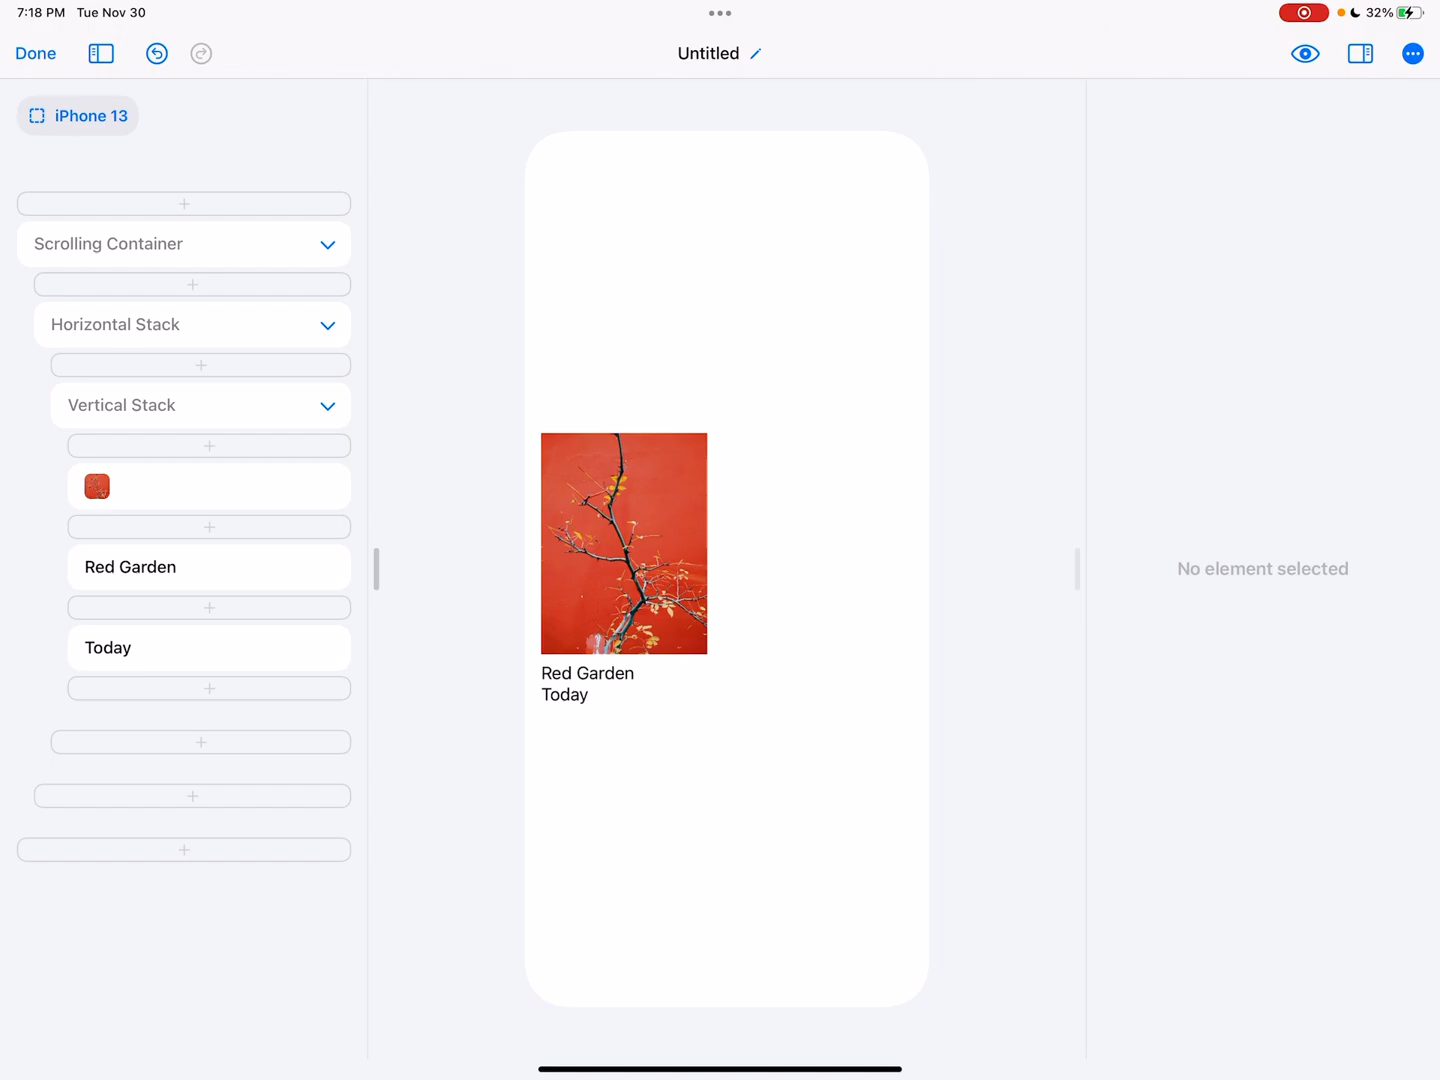 7:18 PM Tue Nov 30
32%
Done
Untitled
iPhone 13
Scrolling Container
Horizontal Stack
Vertical Stack
Red Garden
Today
Red Garden
Today
No element selected